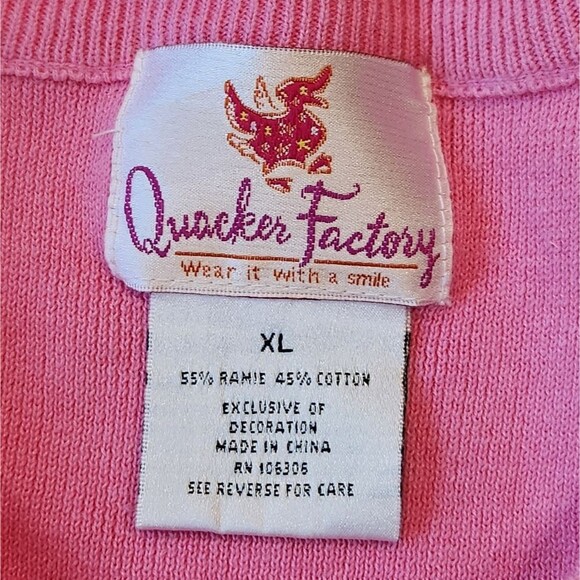 Quacker Factory
Wear it with a smile
XL
55% RAMIE 45% COTTON
EXCLUSIVE OF
DECORATION
MADE IN CHINA
RN 106306
SEE REVERSE FOR CARE